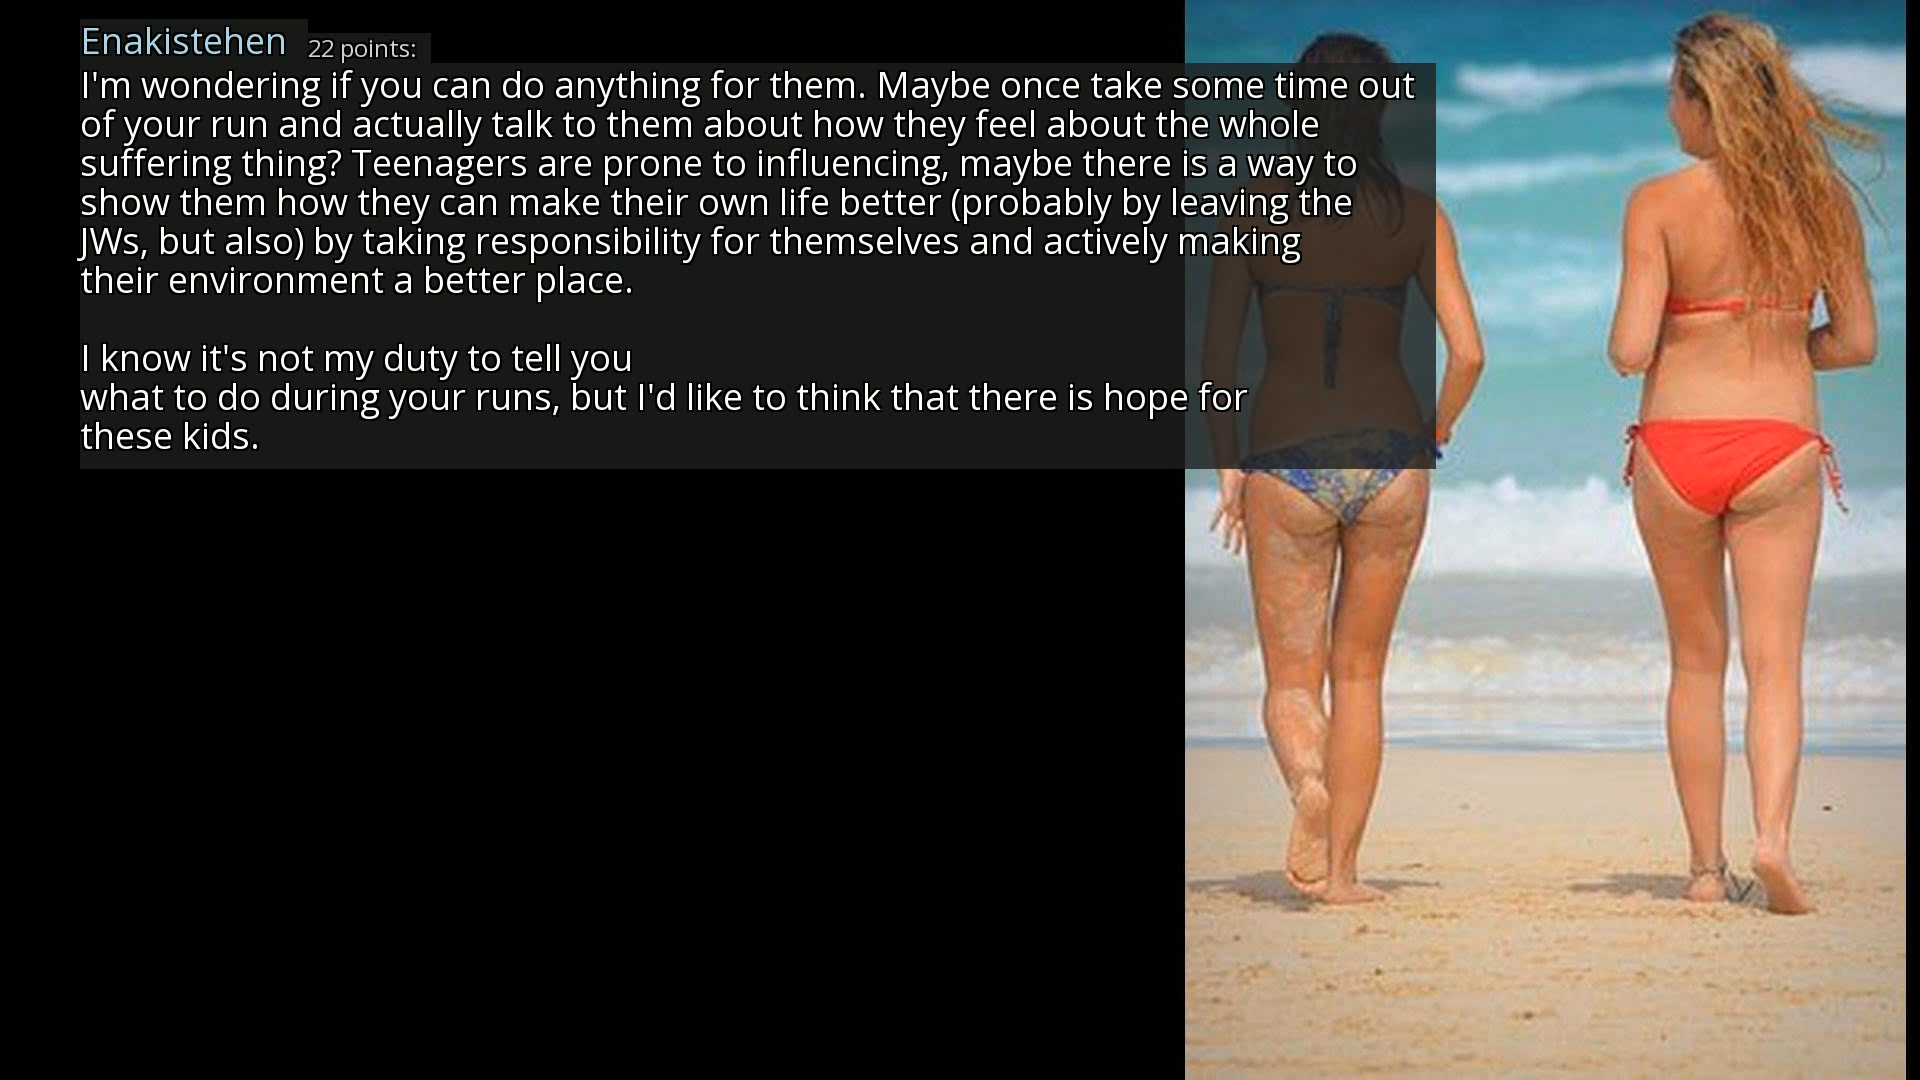 Enakistehen 22 points:
I'm wondering if you can do anything for them. Maybe once take some time out
of your run and actually talk to them about how they feel about the whole
suffering thing? Teenagers are prone to influencing, maybe there is a way to
show them how they can make their own life better (probably by leaving the
JWs, but also) by taking responsibility for themselves and actively making
their environment a better place.
I know it's not my duty to tell you
what to do during your runs, but I'd like to think that there is hope for
these kids.